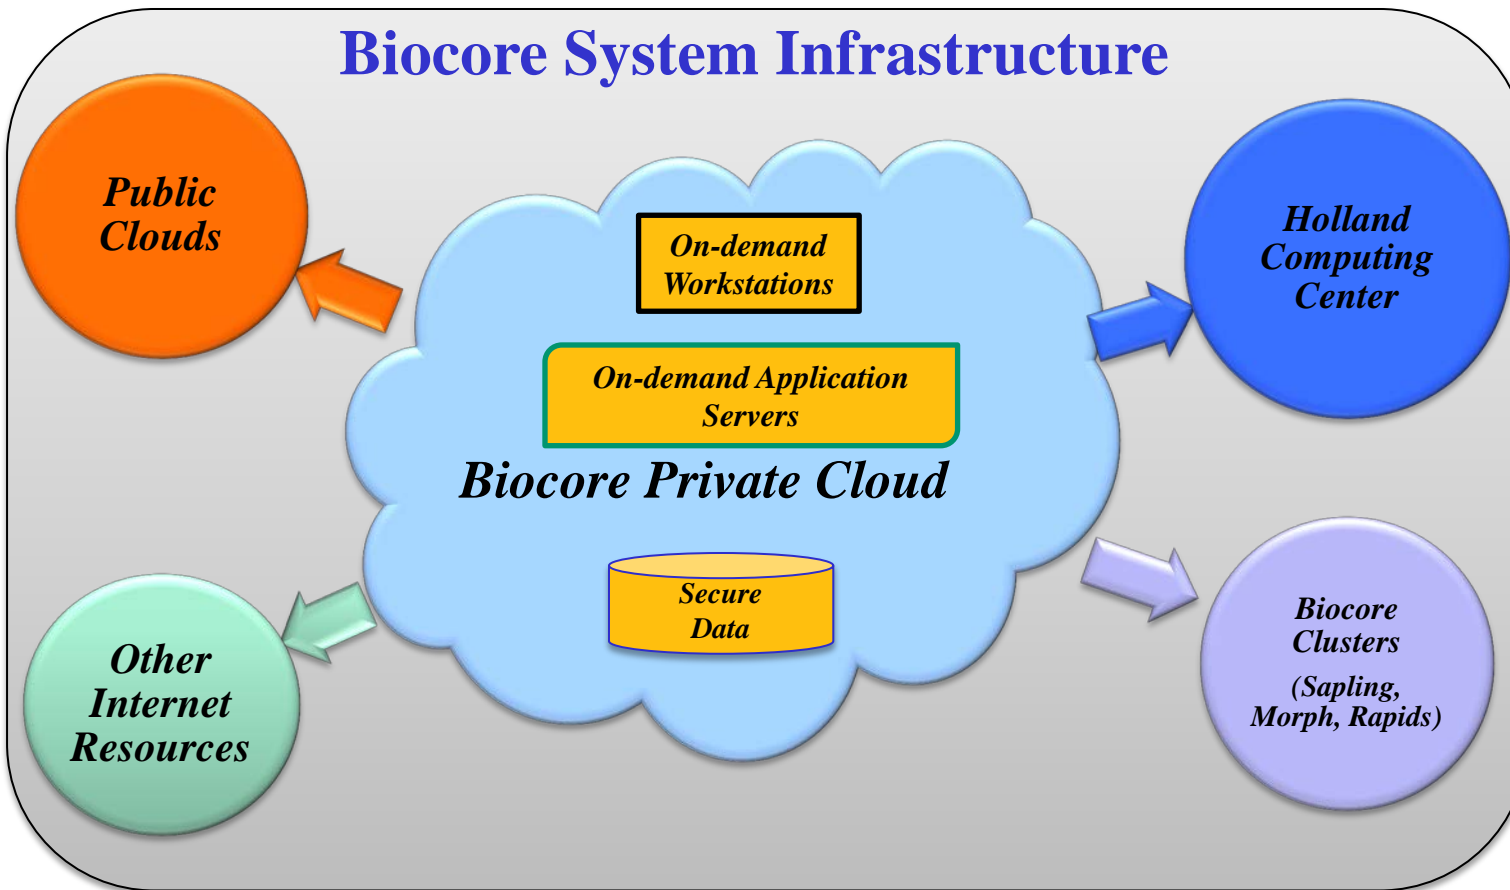 Biocore System Infrastructure
Public
Clouds
Holland
Computing
Center
On-demand
Workstations
On-demand Application
Servers
Biocore Private Cloud
Secure
Data
Other
Internet
Resources
Biocore
Clusters
(Sapling,
Morph, Rapids)